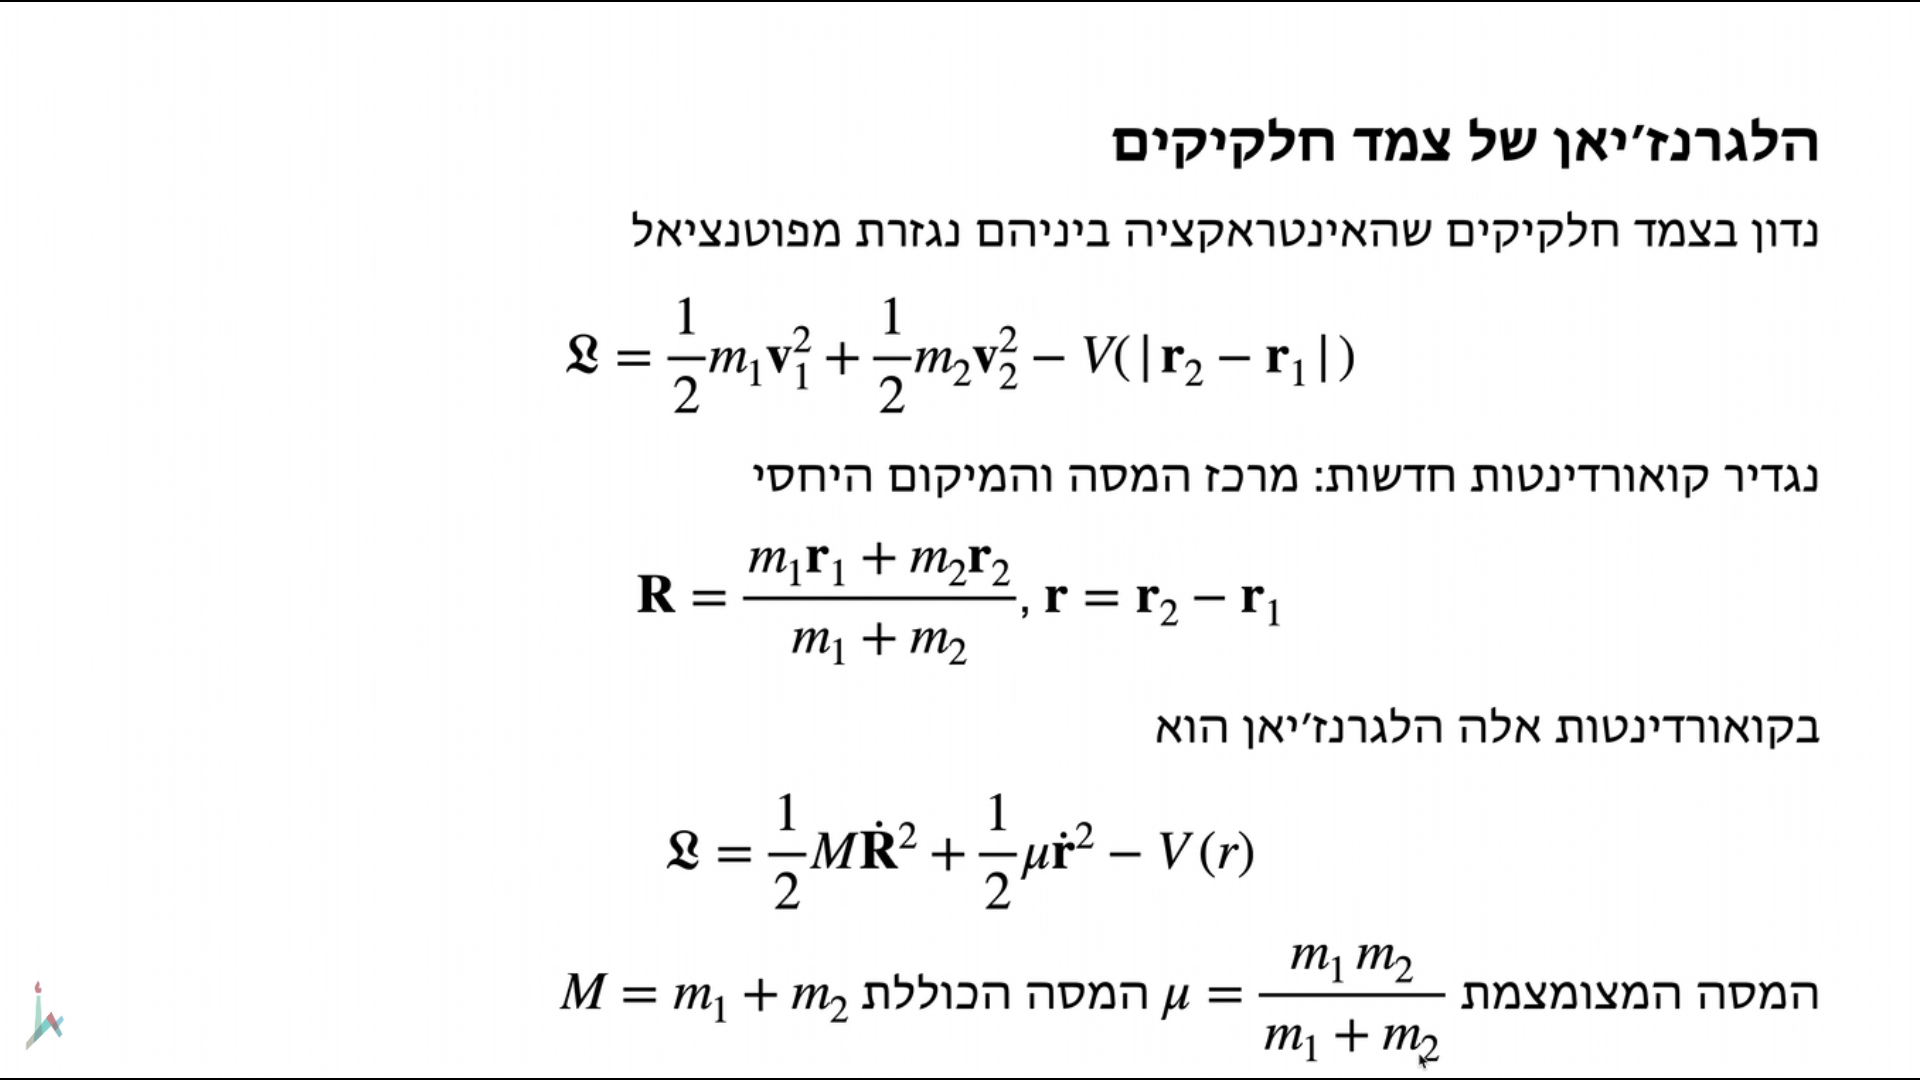 הלגרנז׳יאן של צמד חלקיקים
נדון בצמד חלקיקים שהאינטראקציה ביניהם נגזרת מפוטנציאל
𝔏 = \frac{1}{2}m_1\mathbf{v}_1^2 + \frac{1}{2}m_2\mathbf{v}_2^2 − V(|\mathbf{r}_2 − \mathbf{r}_1|)
נגדיר קואורדינטות חדשות: מרכז המסה והמיקום היחסי
\mathbf{R} = \frac{m_1\mathbf{r}_1 + m_2\mathbf{r}_2}{m_1 + m_2}, \mathbf{r} = \mathbf{r}_2 − \mathbf{r}_1
בקואורדינטות אלה הלגרנז׳יאן הוא
𝔏 = \frac{1}{2}M\dot{\mathbf{R}}^2 + \frac{1}{2}\mu\dot{\mathbf{r}}^2 − V(r)
המסה המצומצמת \mu = \frac{m_1 m_2}{m_1 + m_2} המסה הכוללת M = m_1 + m_2